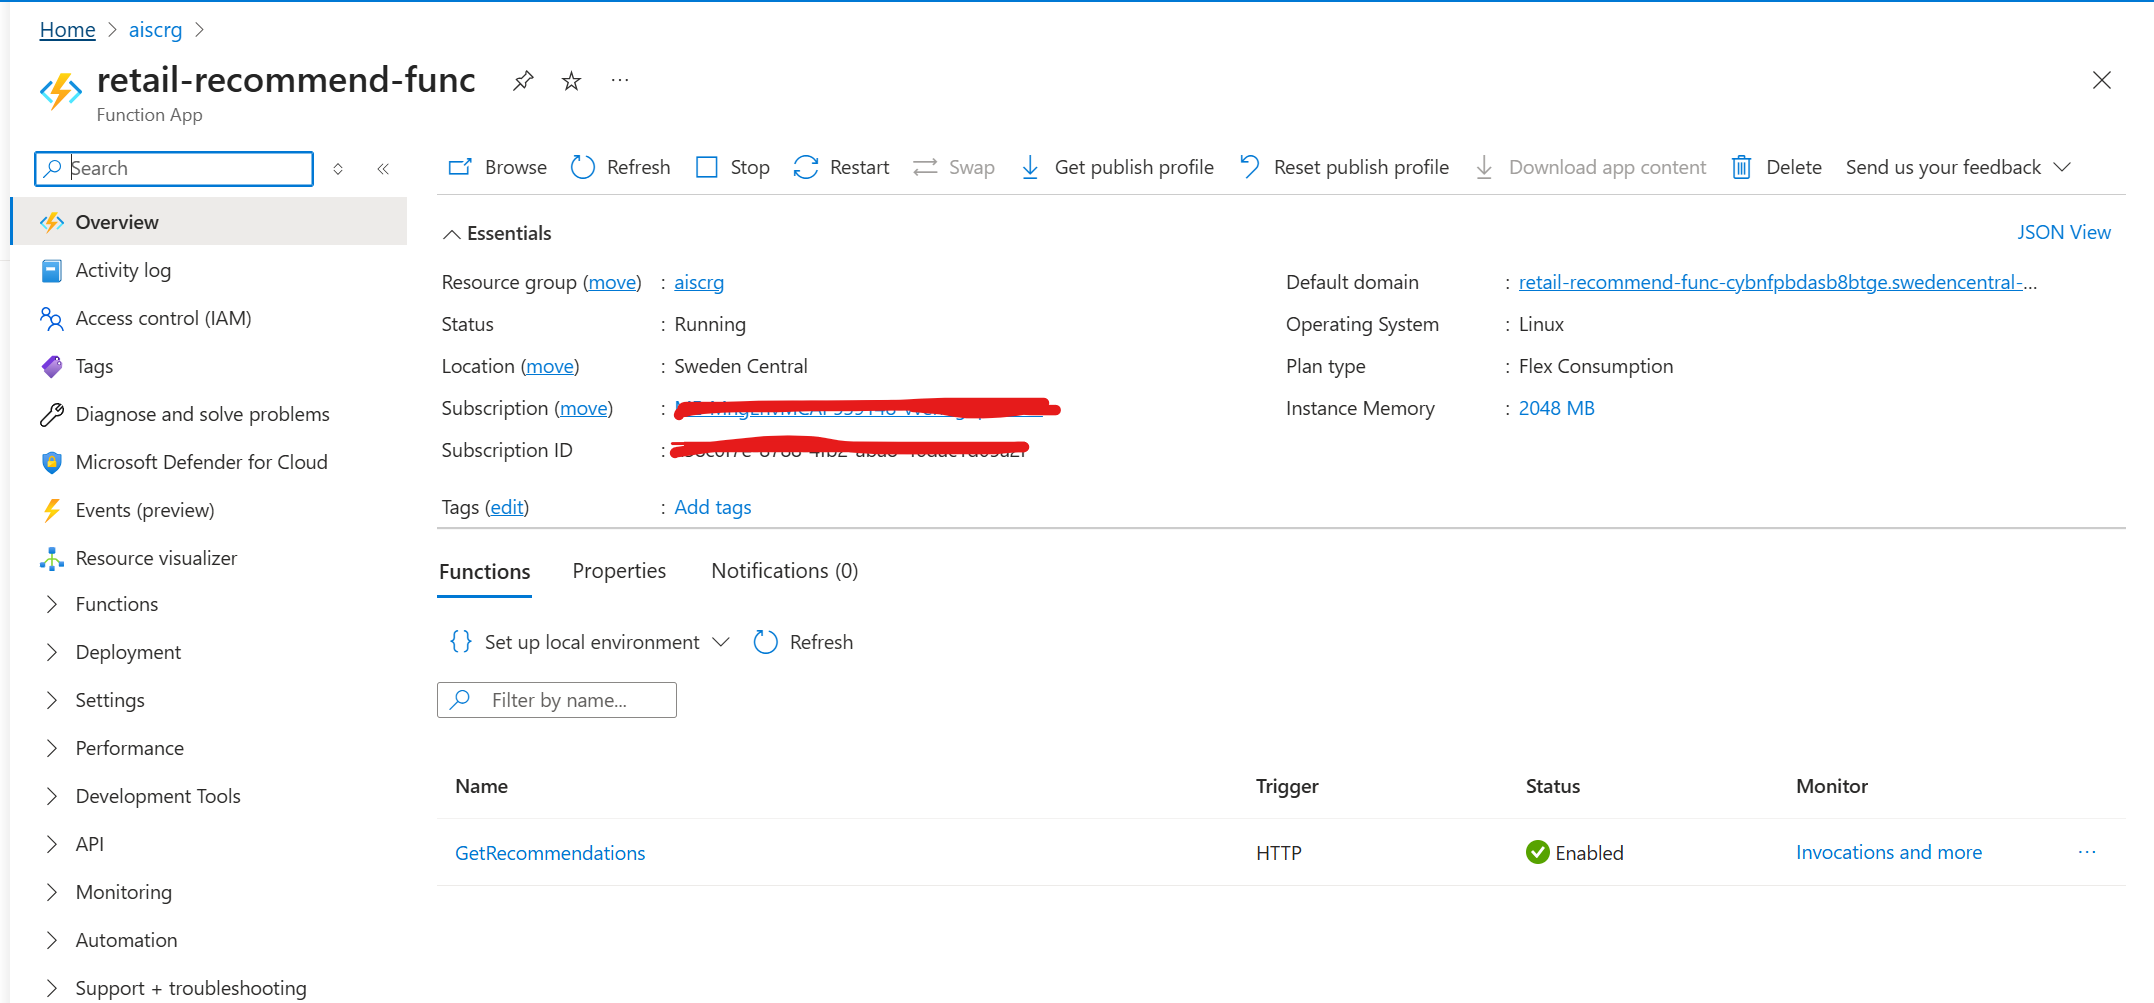 Home > aiscrg >
retail-recommend-func
Function App
Search
Overview
Activity log
Access control (IAM)
Tags
Diagnose and solve problems
Microsoft Defender for Cloud
Events (preview)
Resource visualizer
Functions
Deployment
Settings
Performance
Development Tools
API
Monitoring
Automation
Support + troubleshooting
Browse Refresh Stop Restart Swap Get publish profile Reset publish profile Download app content Delete Send us your feedback
Essentials
JSON View
Resource group (move) : aiscrg
Status : Running
Location (move) : Sweden Central
Subscription (move) :
Subscription ID :
Default domain : retail-recommend-func-cybnfpbdasb8btge.swedencentral-...
Operating System : Linux
Plan type : Flex Consumption
Instance Memory : 2048 MB
Tags (edit) : Add tags
Functions Properties Notifications (0)
{} Set up local environment Refresh
Filter by name...
Name Trigger Status Monitor
GetRecommendations HTTP Enabled Invocations and more ...